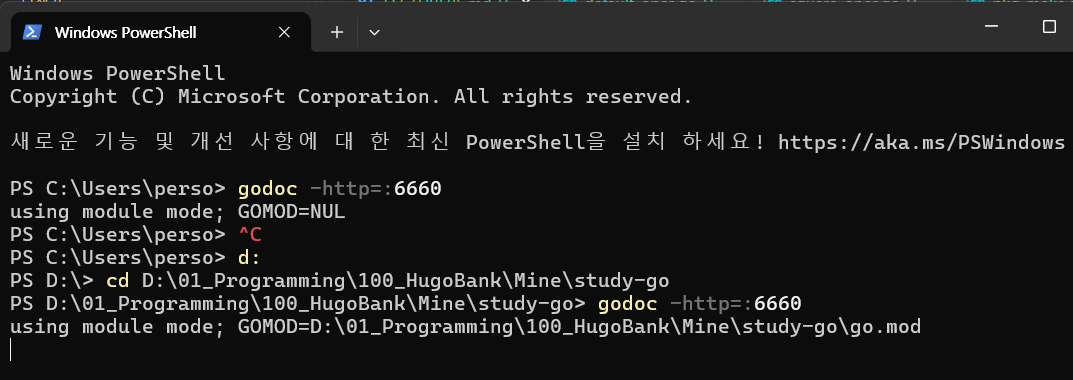 Windows PowerShell
Windows PowerShell
Copyright (C) Microsoft Corporation. All rights reserved.
새로운 기능 및 개선 사항에 대 한 최신 PowerShell을 설치 하세요! https://aka.ms/PSWindows
PS C:\Users\perso> godoc -http=:6660
using module mode; GOMOD=NUL
PS C:\Users\perso> ^C
PS C:\Users\perso> d:
PS D:\> cd D:\01_Programming\100_HugoBank\Mine\study-go
PS D:\01_Programming\100_HugoBank\Mine\study-go> godoc -http=:6660
using module mode; GOMOD=D:\01_Programming\100_HugoBank\Mine\study-go\go.mod